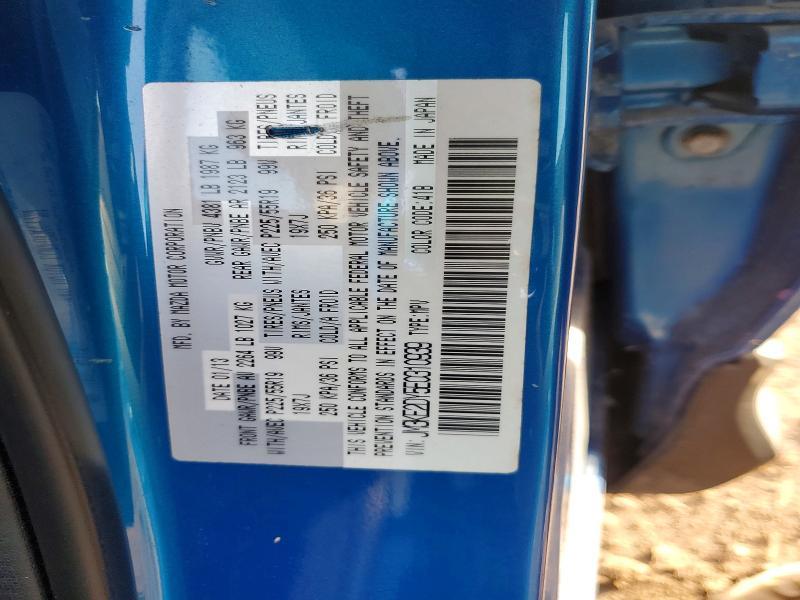 MFD. BY MAZDA MOTOR CORPORATION
DATE 01/13 GVWR/PNBV 4381 LB 1987 KG
FRONT GAWR/PNBE AV 2264 LB 1027 KG REAR GAWR/PNBE AR 2123 LB 963 KG
WITH/AVEC P225/55R19 99V TIRES/PNEUS WITH/AVEC P225/55R19 99V TIRES/PNEUS
19X7J RIMS/JANTES 19X7J RIMS/JANTES
250 KPA/36 PSI COLD/A FROID 250 KPA/36 PSI COLD/A FROID
THIS VEHICLE CONFORMS TO ALL APPLICABLE FEDERAL MOTOR VEHICLE SAFETY AND THEFT
PREVENTION STANDARDS IN EFFECT ON THE DATE OF MANUFACTURE SHOWN ABOVE.
VIN: JM3KE2DY5E0310939 TYPE:MPV COLOR CODE:41B MADE IN JAPAN